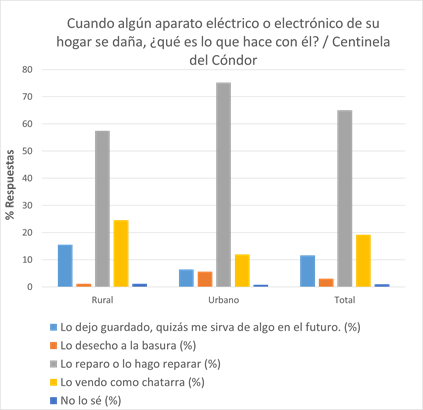 Cuando algún aparato eléctrico o electrónico de su
hogar se daña, ¿qué es lo que hace con él? / Centinela
del Cóndor
80
70
60
50
40
30
20
10
0
% Respuestas
Rural
Urbano
Total
Lo dejo guardado, quizás me sirva de algo en el futuro. (%)
Lo desecho a la basura (%)
Lo reparo o lo hago reparar (%)
Lo vendo como chatarra (%)
No lo sé (%)